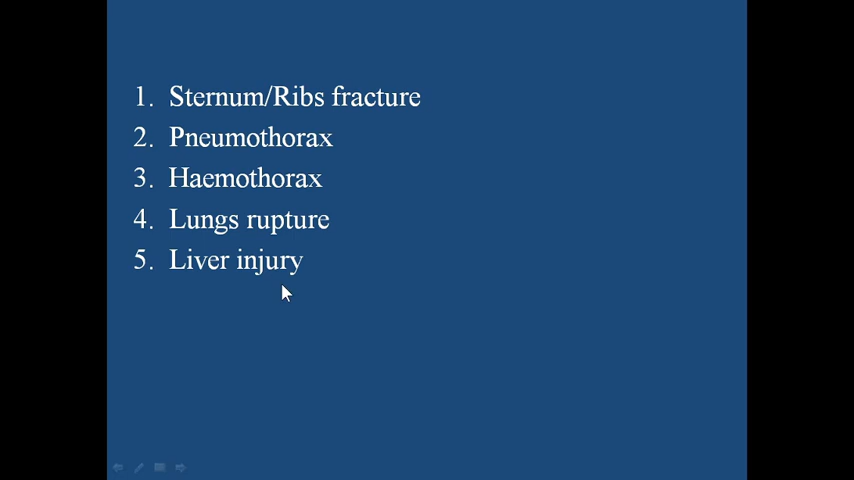 1. Sternum/Ribs fracture
2. Pneumothorax
3. Haemothorax
4. Lungs rupture
5. Liver injury